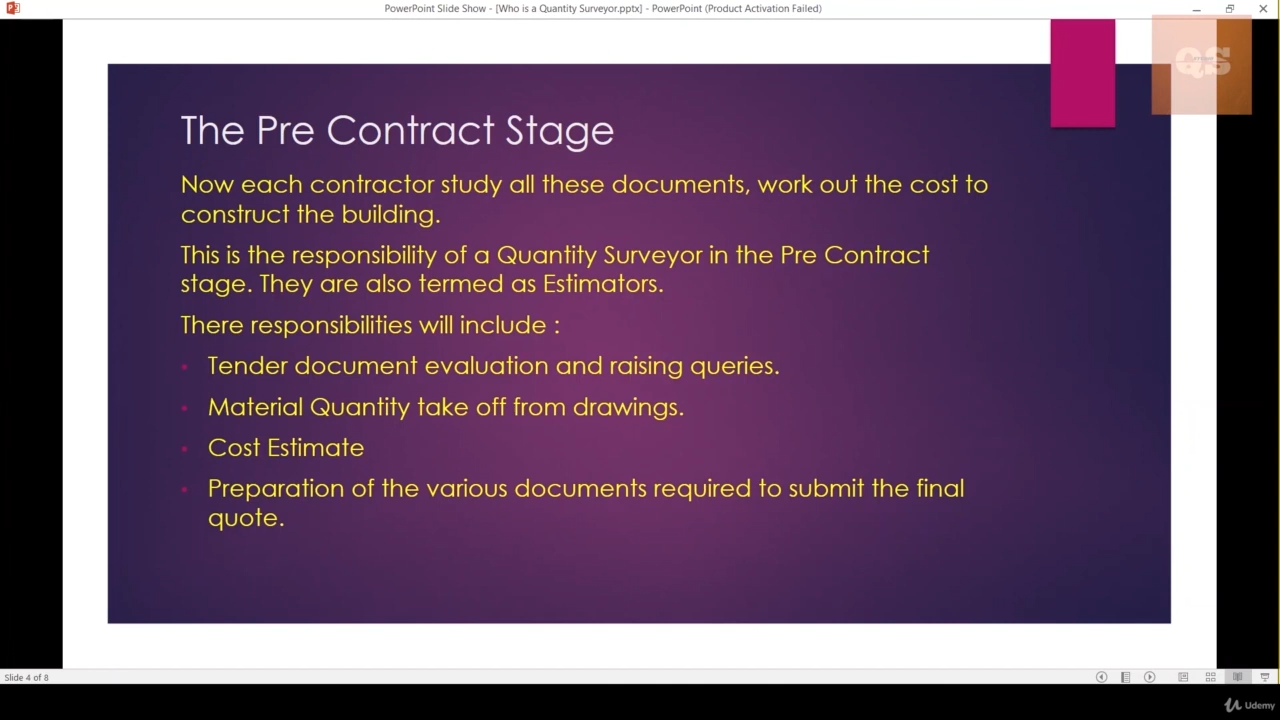 PowerPoint Slide Show - [Who is a Quantity Surveyor.pptx] - PowerPoint (Product Activation Failed)
QS
The Pre Contract Stage
Now each contractor study all these documents, work out the cost to
construct the building.
This is the responsibility of a Quantity Surveyor in the Pre Contract
stage. They are also termed as Estimators.
There responsibilities will include :
Tender document evaluation and raising queries.
Material Quantity take off from drawings.
Cost Estimate
Preparation of the various documents required to submit the final
quote.
Slide 4 of 8
Udemy